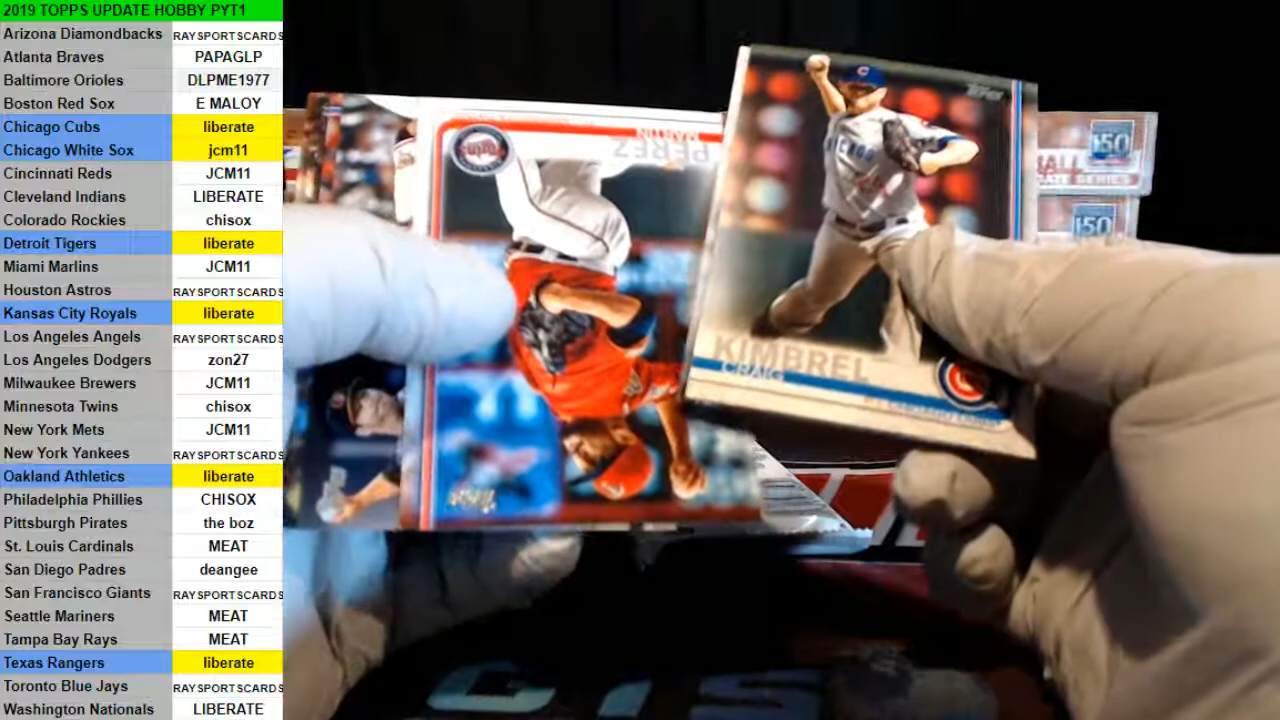 2019 TOPPS UPDATE HOBBY PYT1
Arizona Diamondbacks RAYSPORTSCARDS
Atlanta Braves PAPAGLP
Baltimore Orioles DLPME1977
Boston Red Sox E MALOY
Chicago Cubs liberate
Chicago White Sox jcm11
Cincinnati Reds JCM11
Cleveland Indians LIBERATE
Colorado Rockies chisox
Detroit Tigers liberate
Miami Marlins JCM11
Houston Astros RAYSPORTSCARDS
Kansas City Royals liberate
Los Angeles Angels RAYSPORTSCARDS
Los Angeles Dodgers zon27
Milwaukee Brewers JCM11
Minnesota Twins chisox
New York Mets JCM11
New York Yankees RAYSPORTSCARDS
Oakland Athletics liberate
Philadelphia Phillies CHISOX
Pittsburgh Pirates the boz
St. Louis Cardinals MEAT
San Diego Padres deangee
San Francisco Giants RAYSPORTSCARDS
Seattle Mariners MEAT
Tampa Bay Rays MEAT
Texas Rangers liberate
Toronto Blue Jays RAYSPORTSCARDS
Washington Nationals LIBERATE
Topps
KIMBREL
CRAIG
MARTIN
PEREZ
Twins
Topps
150
150